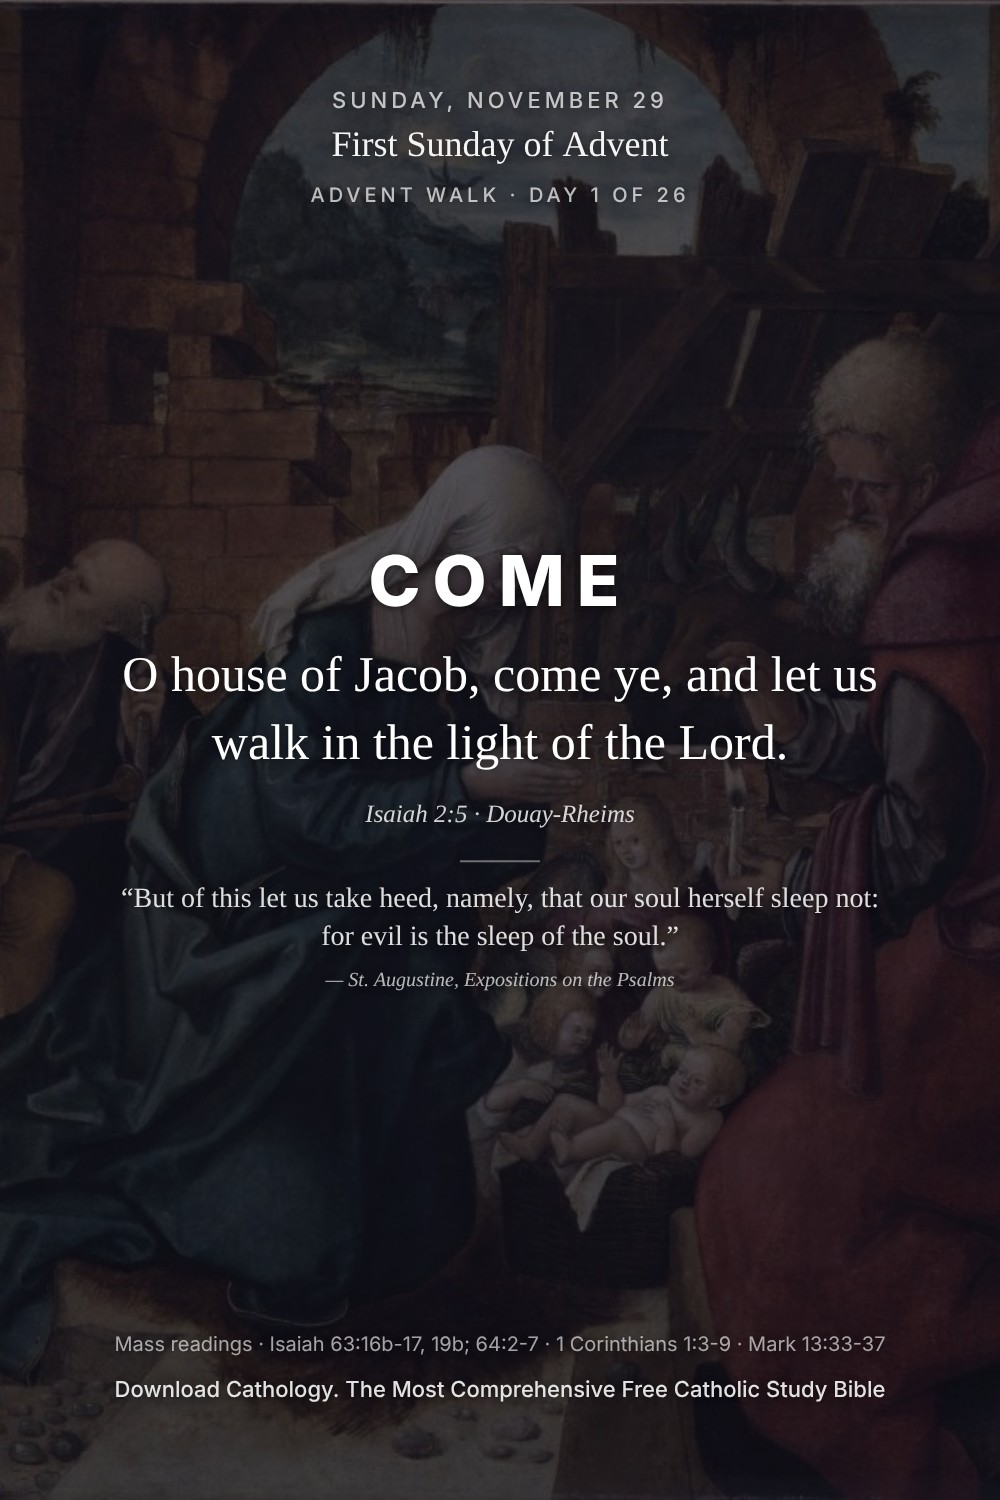 SUNDAY, NOVEMBER 29
First Sunday of Advent
ADVENT WALK · DAY 1 OF 26
COME
O house of Jacob, come ye, and let us
walk in the light of the Lord.
Isaiah 2:5 · Douay-Rheims
“But of this let us take heed, namely, that our soul herself sleep not:
for evil is the sleep of the soul.”
— St. Augustine, Expositions on the Psalms
Mass readings · Isaiah 63:16b-17, 19b; 64:2-7 · 1 Corinthians 1:3-9 · Mark 13:33-37
Download Cathology. The Most Comprehensive Free Catholic Study Bible